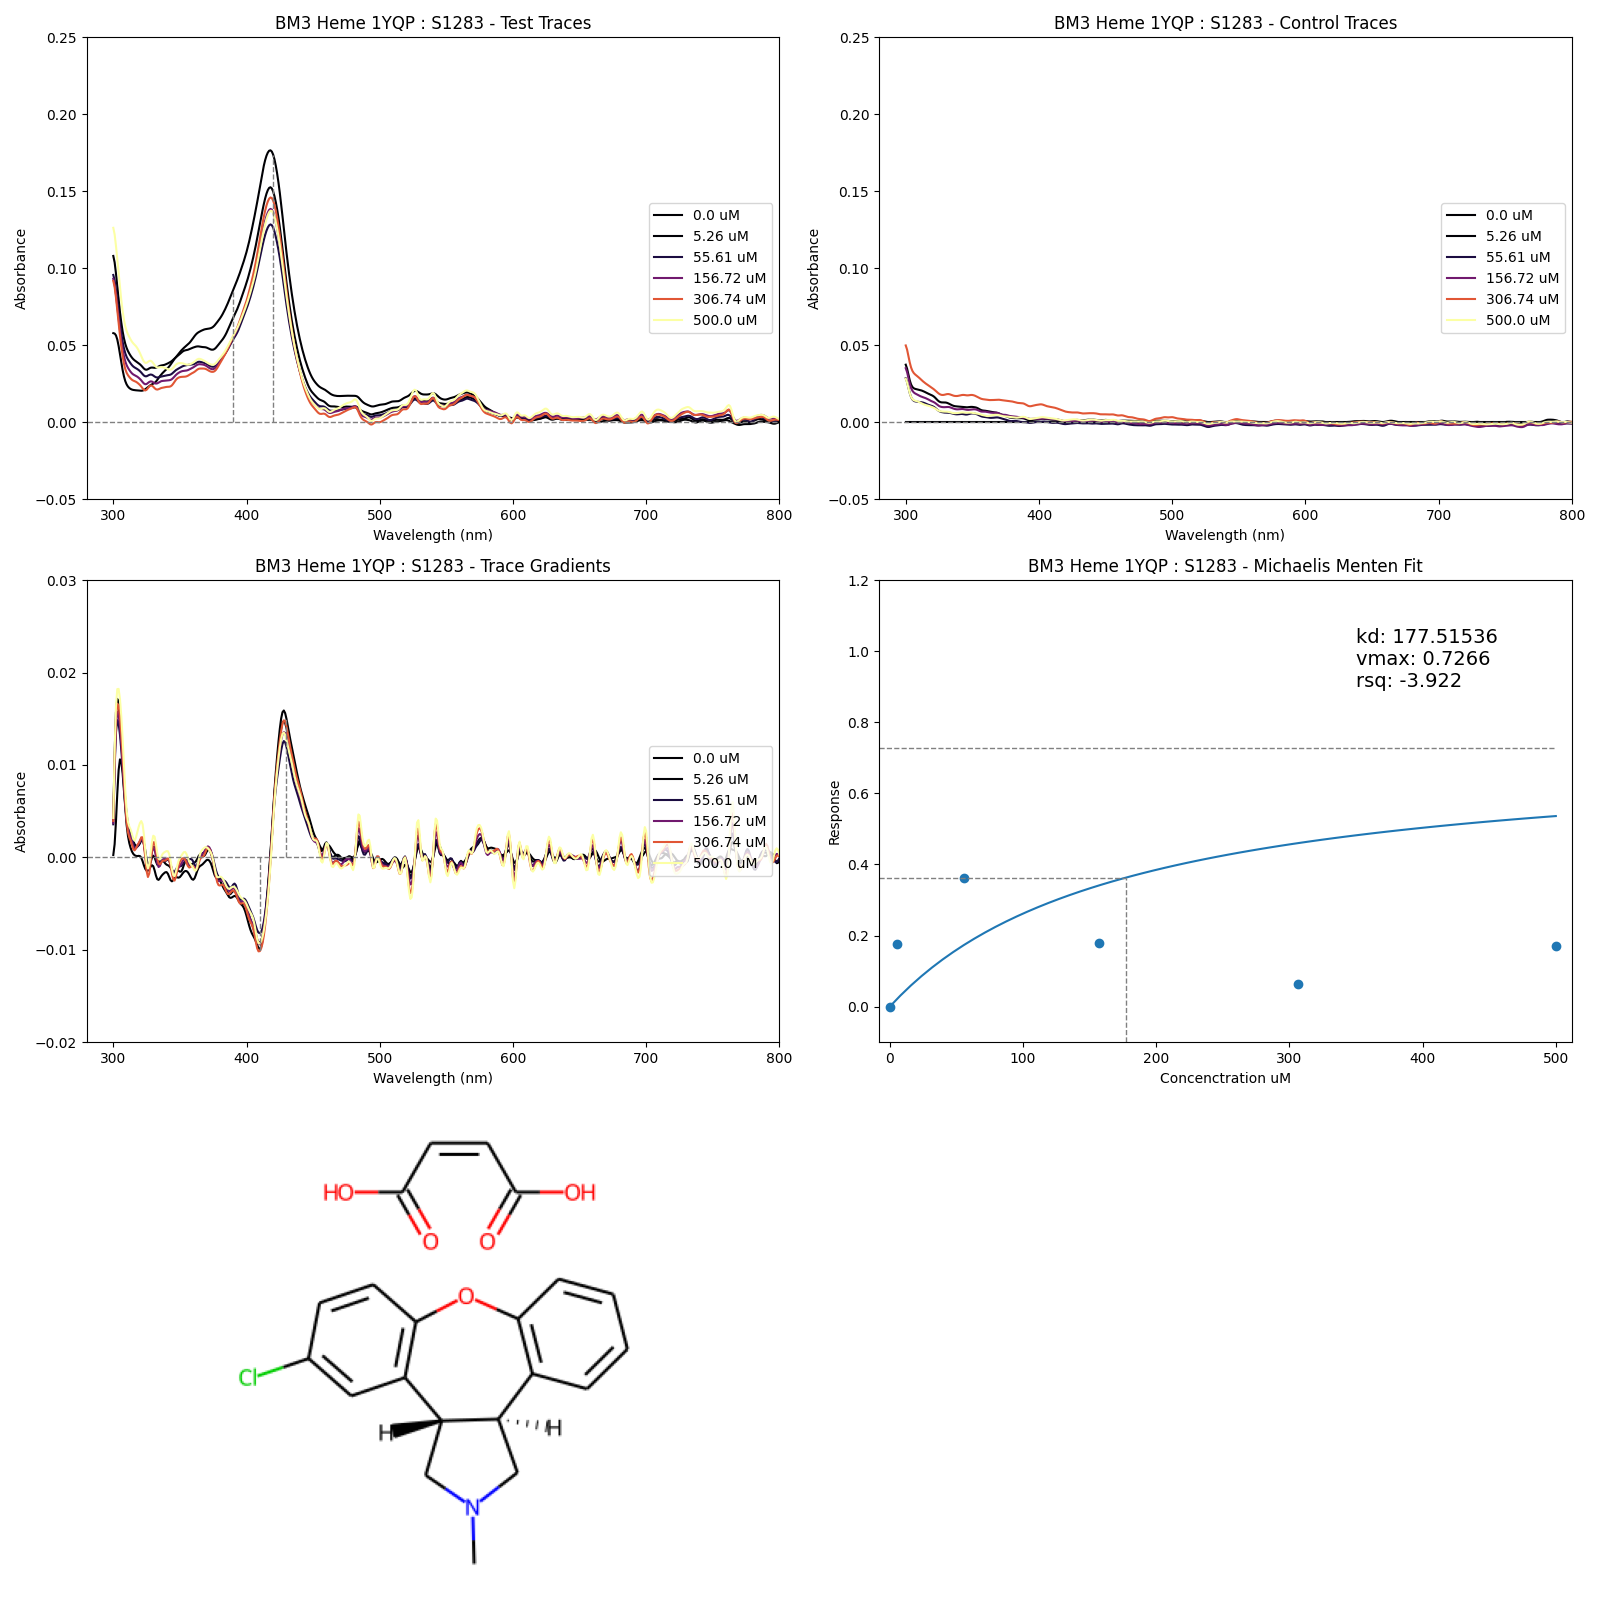 BM3 Heme 1YQP : S1283 - Test Traces
Absorbance
0.25
0.20
0.15
0.10
0.05
0.00
−0.05
300 400 500 600 700 800
Wavelength (nm)
0.0 uM
5.26 uM
55.61 uM
156.72 uM
306.74 uM
500.0 uM
BM3 Heme 1YQP : S1283 - Control Traces
Absorbance
0.25
0.20
0.15
0.10
0.05
0.00
−0.05
300 400 500 600 700 800
Wavelength (nm)
0.0 uM
5.26 uM
55.61 uM
156.72 uM
306.74 uM
500.0 uM
BM3 Heme 1YQP : S1283 - Trace Gradients
Absorbance
0.03
0.02
0.01
0.00
−0.01
−0.02
300 400 500 600 700 800
Wavelength (nm)
0.0 uM
5.26 uM
55.61 uM
156.72 uM
306.74 uM
500.0 uM
BM3 Heme 1YQP : S1283 - Michaelis Menten Fit
Response
1.2
1.0
0.8
0.6
0.4
0.2
0.0
0 100 200 300 400 500
Concenctration uM
kd: 177.51536
vmax: 0.7266
rsq: -3.922
HO OH
O O
O
Cl
H H
N